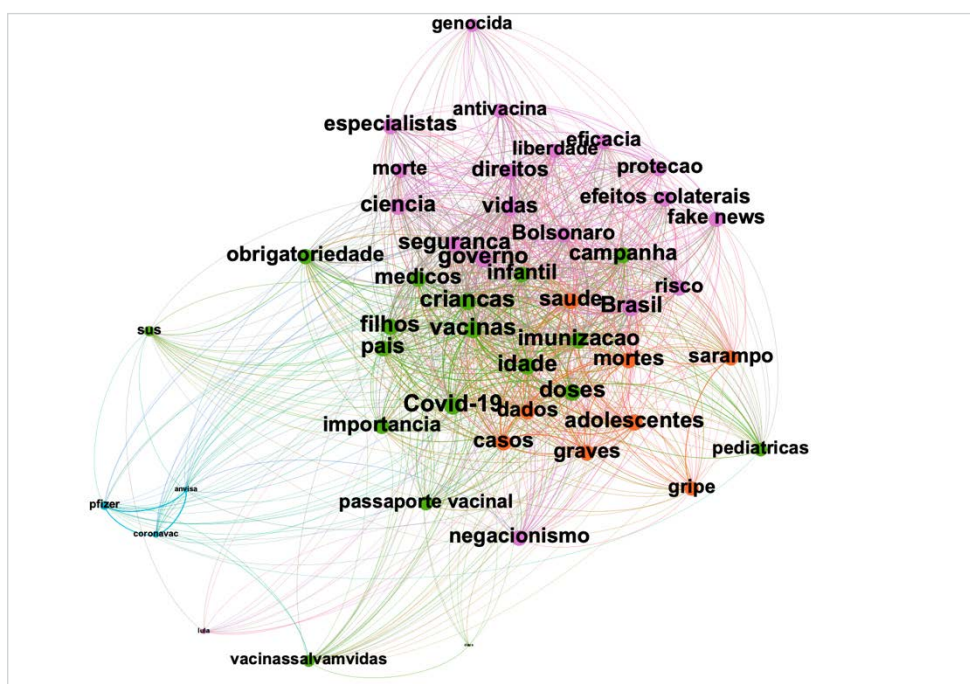 genocida
antivacina
especialistas
eficacia
liberdade
morte
direitos
protecao
efeitos colaterais
ciencia
vidas
fake news
Bolsonaro
seguranca
obrigatoriedade
governo
campanha
medicos
infantil
risco
criancas
saude
Brasil
sus
filhos
vacinas
imunizacao
pais
idade
mortes
sarampo
doses
Covid-19
dados
importancia
adolescentes
casos
graves
pediatricas
gripe
anvisa
pfizer
passaporte vacinal
coronavac
negacionismo
lula
vacinassalvamvidas